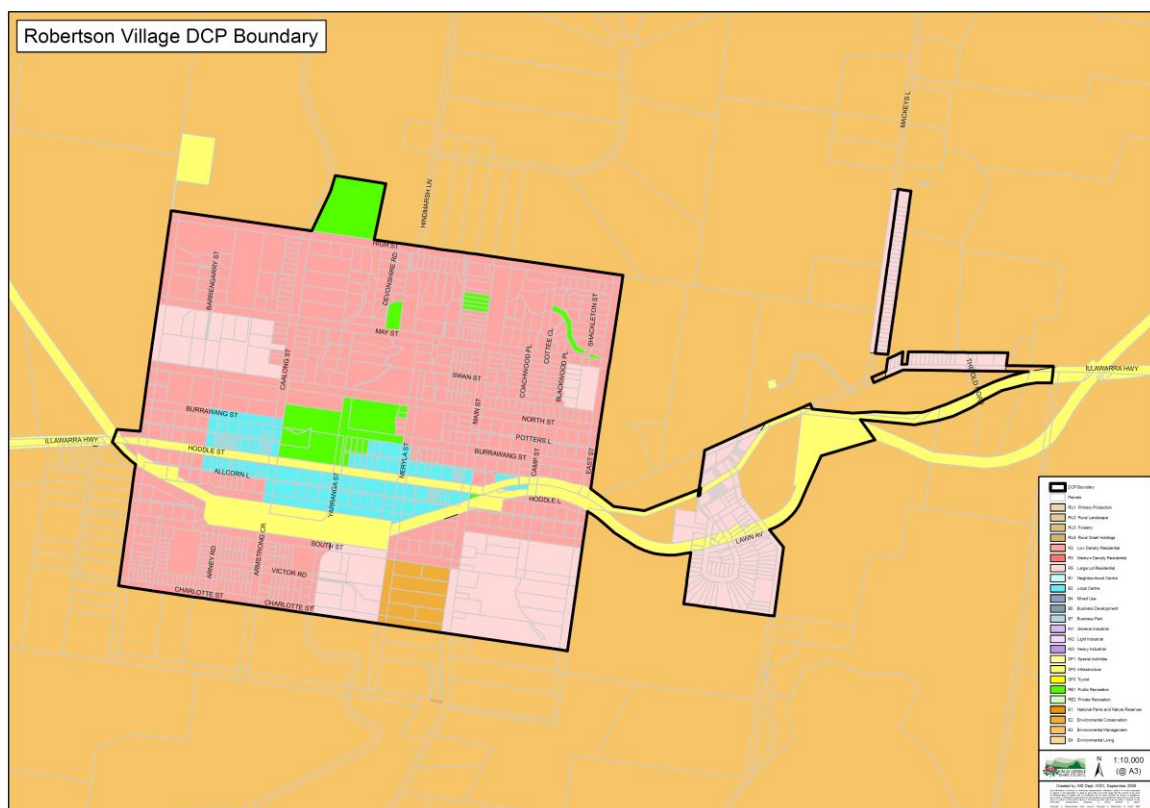 Robertson Village DCP Boundary
MACKEYS L
HINDMARSH LN
HIGH ST
BARRENGARRY ST
DEVONSHIRE RD
SHACKLETON ST
MAY ST
COTTEE CL
CAALONG ST
COACHWOOD PL
BLACKWOOD PL
SWAN ST
ILLAWARRA HWY
MAIN ST
BURRAWANG ST
NORTH ST
POTTERS L
ILLAWARRA HWY
HODDLE ST
MERYLA ST
BURRAWANG ST
CAMP ST
EAST ST
ALLCORN L
YARRANGA ST
HODDLE L
LAWN AV
SOUTH ST
ARNEY RD
ARMSTRONG CR
VICTOR RD
CHARLOTTE ST
CHARLOTTE ST
DCP Boundary
Parcels
RU1 Primary Production
RU2 Rural Landscape
RU3 Forestry
RU4 Rural Small Holdings
R2 Low Density Residential
R3 Medium Density Residential
R5 Large Lot Residential
B1 Neighbourhood Centre
B2 Local Centre
B4 Mixed Use
B5 Business Development
B7 Business Park
IN1 General Industrial
IN2 Light Industrial
IN3 Heavy Industrial
SP1 Special Activities
SP2 Infrastructure
SP3 Tourist
RE1 Public Recreation
RE2 Private Recreation
E1 National Parks and Nature Reserves
E2 Environmental Conservation
E3 Environmental Management
E4 Environmental Living
N
1:10,000
(@ A3)